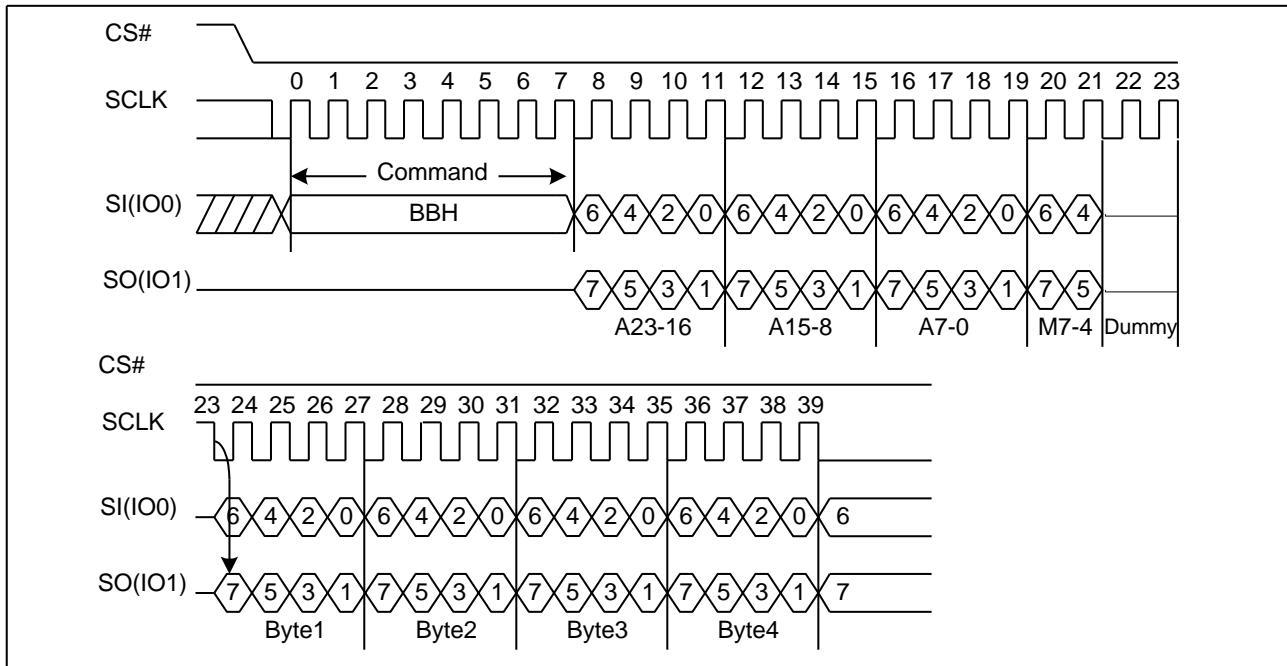 CS#
0 1 2 3 4 5 6 7 8 9 10 11 12 13 14 15 16 17 18 19 20 21 22 23
SCLK
Command
SI(IO0) BBH 6 4 2 0 6 4 2 0 6 4 2 0 6 4
SO(IO1) 7 5 3 1 7 5 3 1 7 5 3 1 7 5
A23-16 A15-8 A7-0 M7-4 Dummy
CS#
23 24 25 26 27 28 29 30 31 32 33 34 35 36 37 38 39
SCLK
SI(IO0) 6 4 2 0 6 4 2 0 6 4 2 0 6 4 2 0 6
SO(IO1) 7 5 3 1 7 5 3 1 7 5 3 1 7 5 3 1 7
Byte1 Byte2 Byte3 Byte4